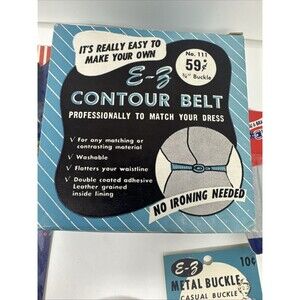 IT'S REALLY EASY TO
MAKE YOUR OWN
No. 111
59¢
¾" Buckle
E-Z
CONTOUR BELT
PROFESSIONALLY TO MATCH YOUR DRESS
√ For any matching or
contrasting material
√ Washable
√ Flatters your waistline
√ Double coated adhesive
Leather grained
inside lining
NO IRONING NEEDED
E-Z
10¢
METAL BUCKLE
CASUAL BUCKLE